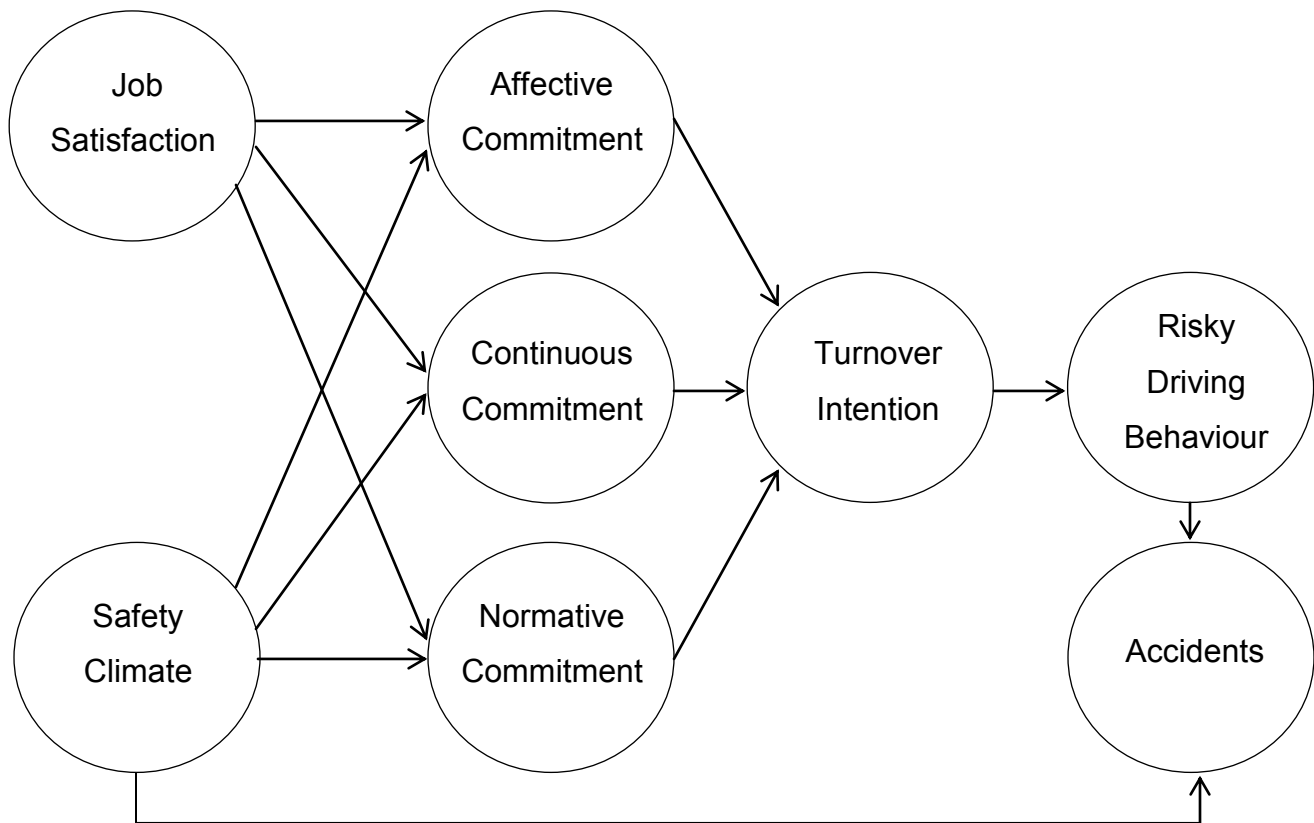 Job
Satisfaction
Affective
Commitment
Continuous
Commitment
Turnover
Intention
Risky
Driving
Behaviour
Safety
Climate
Normative
Commitment
Accidents